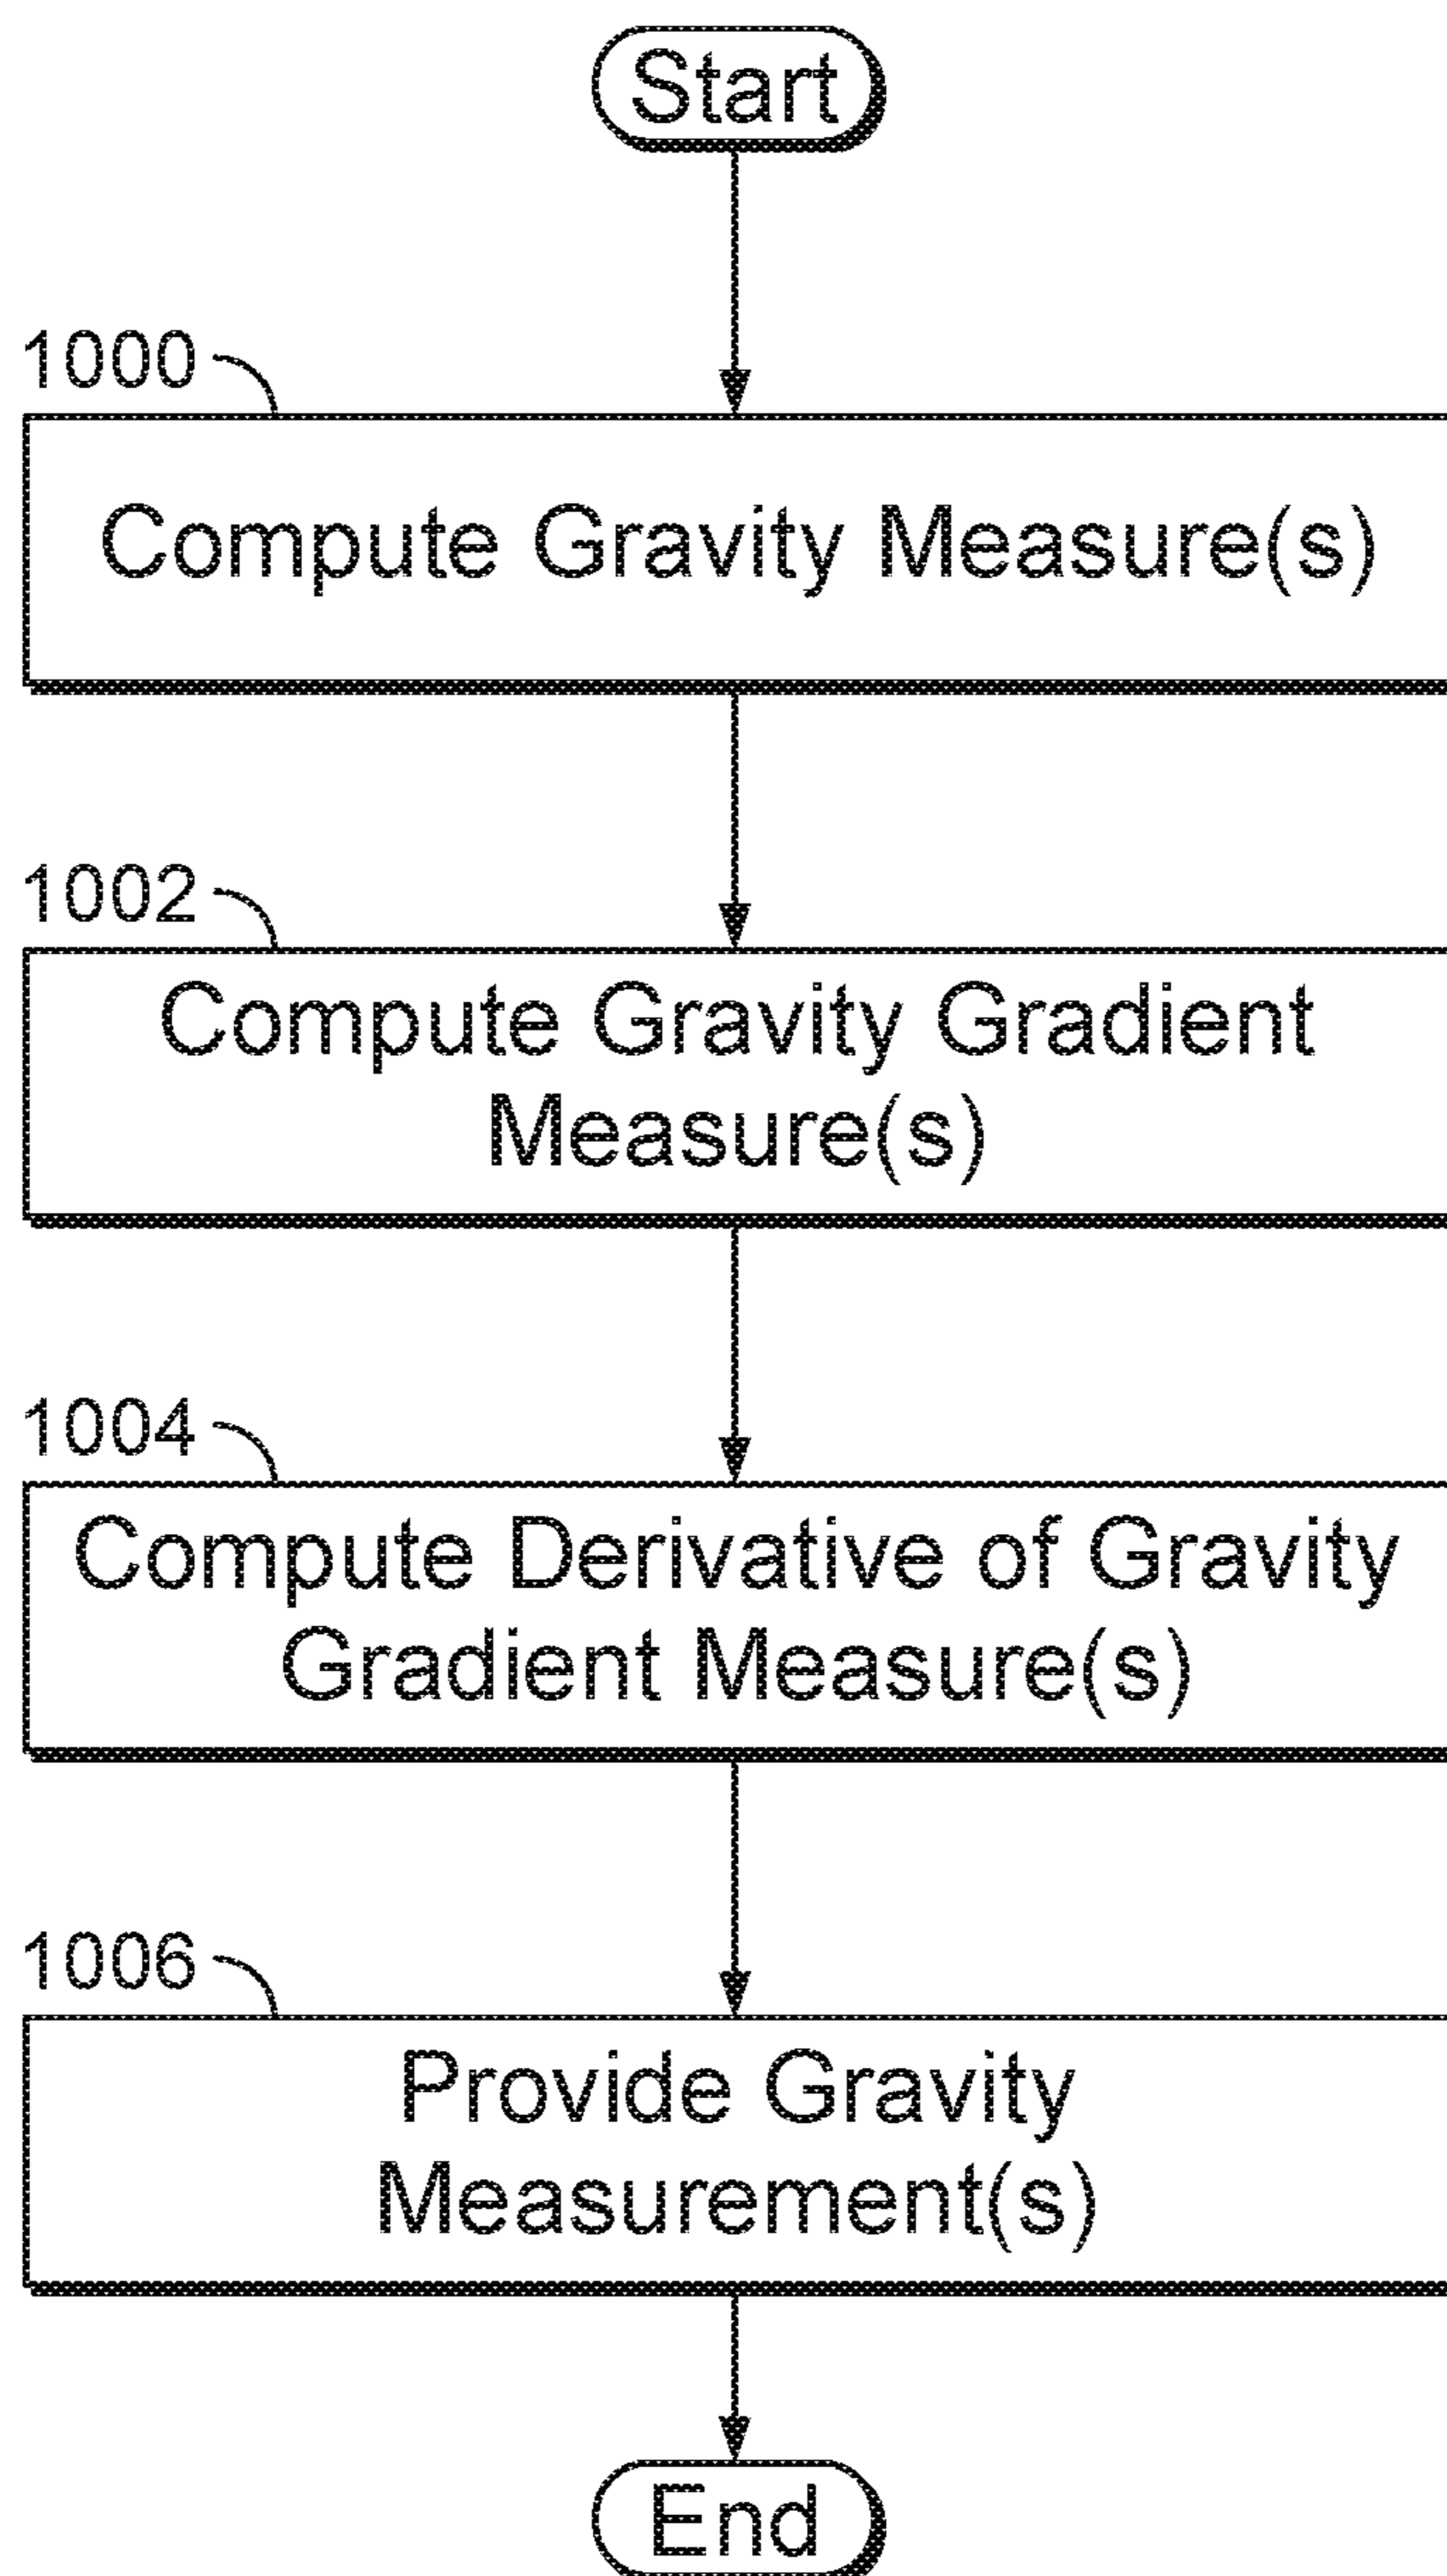 Start
1000
Compute Gravity Measure(s)
1002
Compute Gravity Gradient
Measure(s)
1004
Compute Derivative of Gravity
Gradient Measure(s)
1006
Provide Gravity
Measurement(s)
End